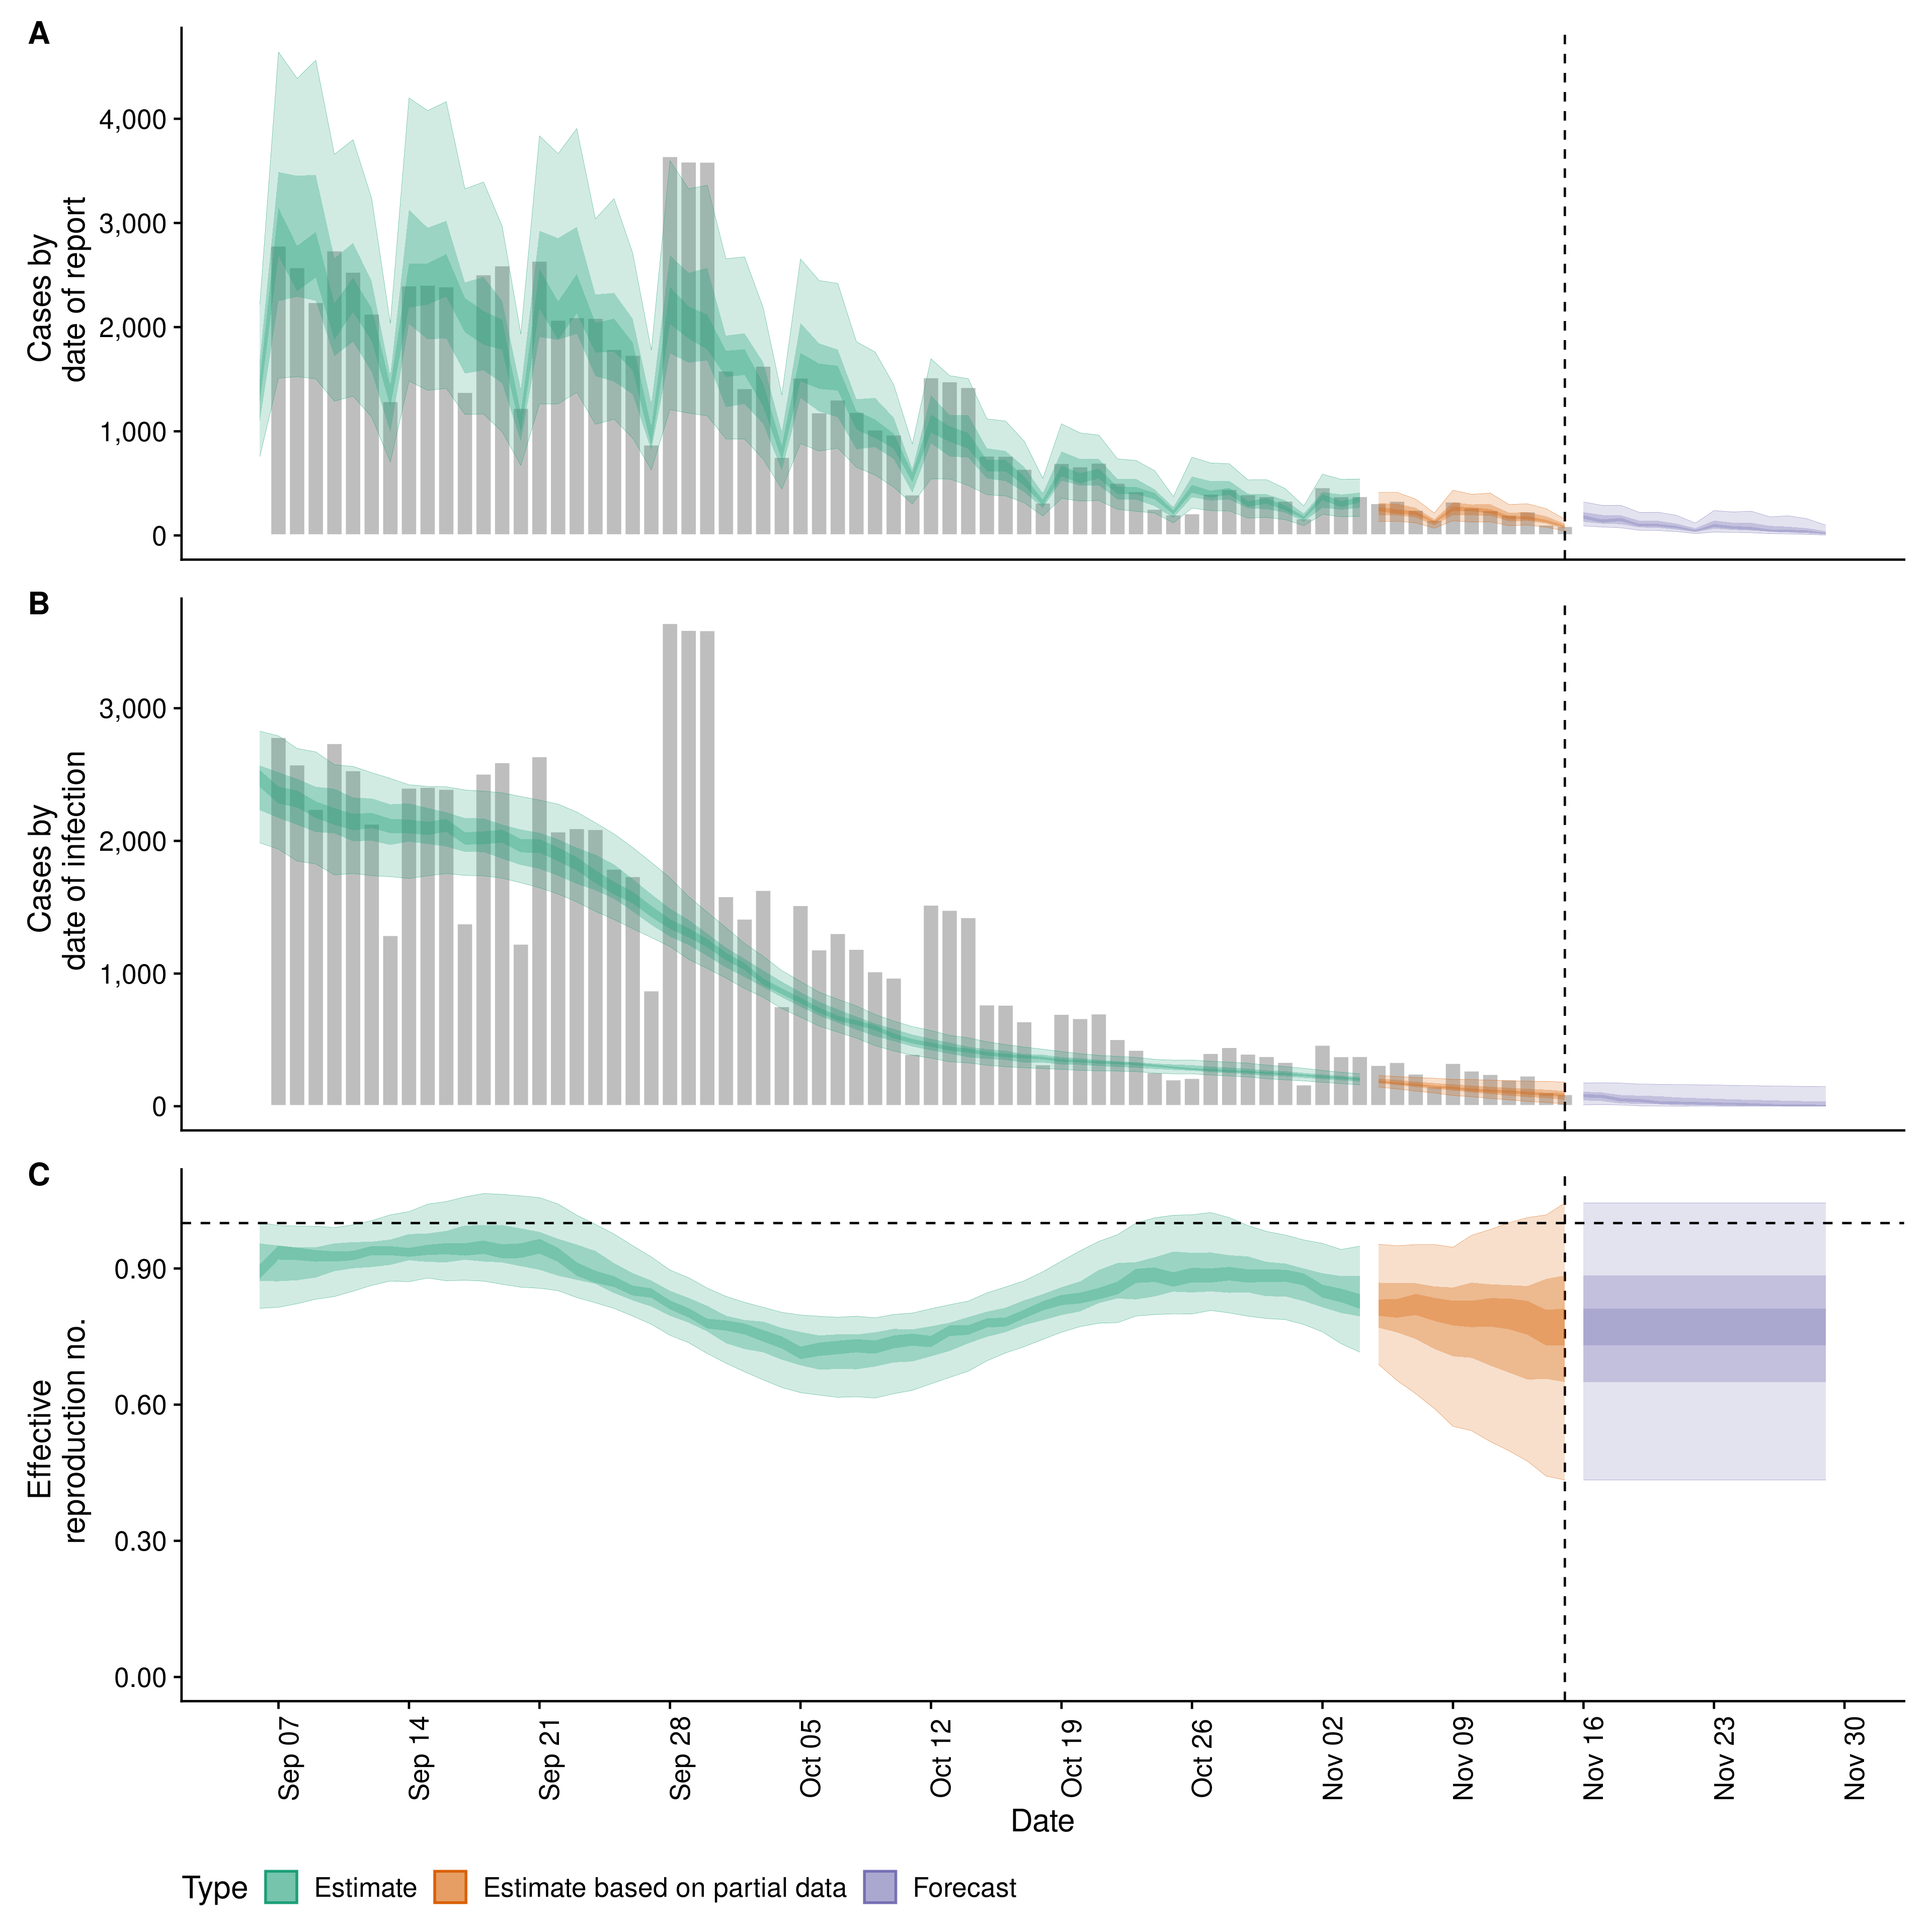 A
Cases by
date of report
4,000
3,000
2,000
1,000
0
B
Cases by
date of infection
3,000
2,000
1,000
0
C
Effective
reproduction no.
0.90
0.60
0.30
0.00
Sep 07
Sep 14
Sep 21
Sep 28
Oct 05
Oct 12
Oct 19
Oct 26
Nov 02
Nov 09
Nov 16
Nov 23
Nov 30
Date
Type Estimate Estimate based on partial data Forecast